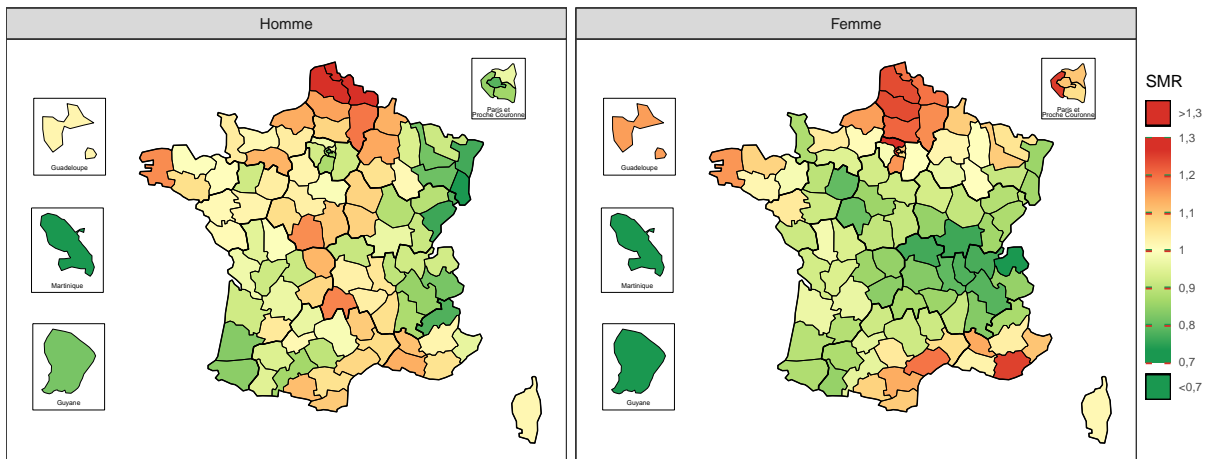 Homme
Femme
Paris et
Proche Couronne
Guadeloupe
Martinique
Guyane
Paris et
Proche Couronne
Guadeloupe
Martinique
Guyane
SMR
>1,3
1,3
1,2
1,1
1
0,9
0,8
0,7
<0,7